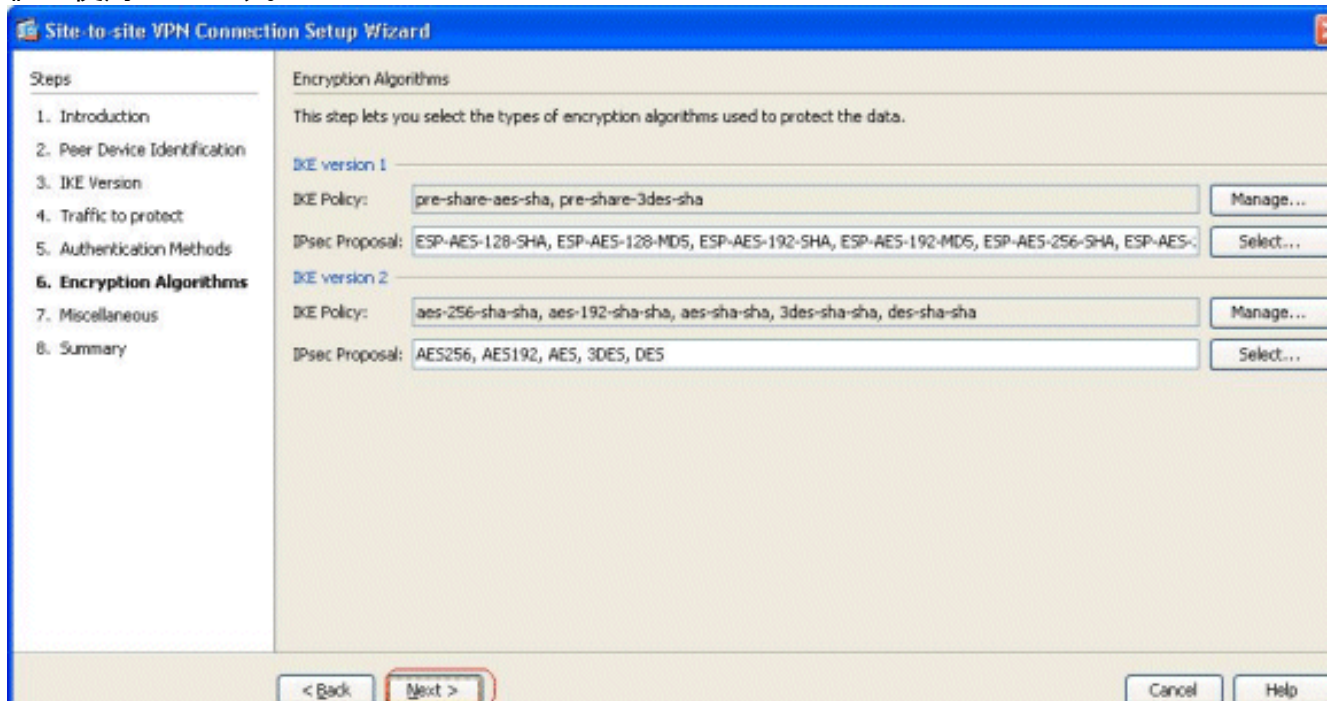 Site-to-site VPN Connection Setup Wizard
Steps
1. Introduction
2. Peer Device Identification
3. IKE Version
4. Traffic to protect
5. Authentication Methods
6. Encryption Algorithms
7. Miscellaneous
8. Summary
Encryption Algorithms
This step lets you select the types of encryption algorithms used to protect the data.
IKE version 1
IKE Policy: pre-share-aes-sha, pre-share-3des-sha Manage...
IPsec Proposal: ESP-AES-128-SHA, ESP-AES-128-MD5, ESP-AES-192-SHA, ESP-AES-192-MD5, ESP-AES-256-SHA, ESP-AES- Select...
IKE version 2
IKE Policy: aes-256-sha-sha, aes-192-sha-sha, aes-sha-sha, 3des-sha-sha, des-sha-sha Manage...
IPsec Proposal: AES256, AES192, AES, 3DES, DES Select...
< Back Next > Cancel Help